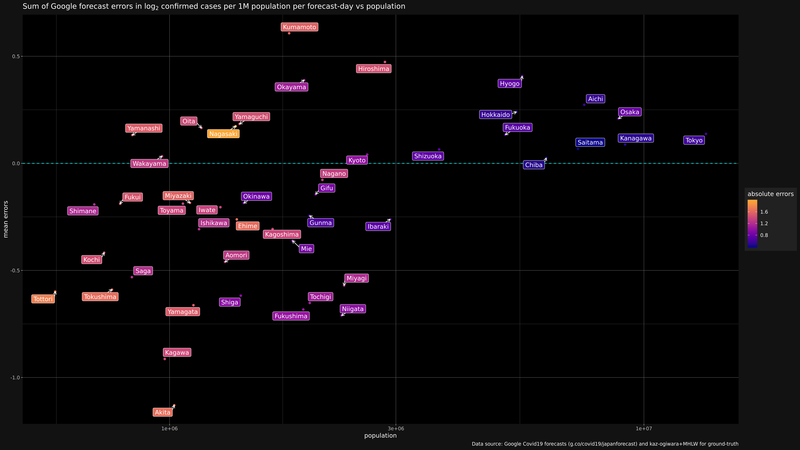 Sum of Google forecast errors in log₂ confirmed cases per 1M population per forecast-day vs population
Kumamoto
0.5
Hiroshima
Okayama
Hyogo
Aichi
Osaka
Hokkaido
Yamaguchi
Oita
Yamanashi
Nagasaki
Fukuoka
Kanagawa
Tokyo
Saitama
Shizuoka
Kyoto
0.0
Wakayama
Chiba
Nagano
Gifu
Fukui
Miyazaki
Okinawa
Shimane
Toyama
Iwate
Ishikawa
Ehime
Gunma
Ibaraki
Kagoshima
Mie
Aomori
Kochi
Saga
Miyagi
-0.5
Tottori
Tokushima
Shiga
Tochigi
Yamagata
Fukushima
Niigata
Kagawa
-1.0
Akita
mean errors
1e+06
3e+06
1e+07
population
absolute errors
1.6
1.2
0.8
Data source: Google Covid19 forecasts (g.co/covid19/japanforecast) and kaz-ogiwara+MHLW for ground-truth